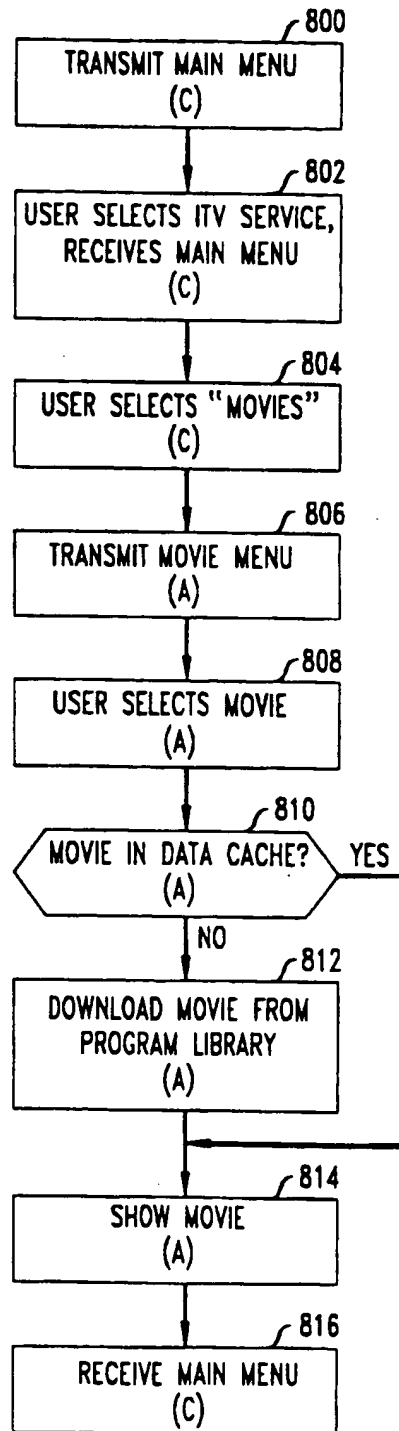 800
TRANSMIT MAIN MENU
(C)
802
USER SELECTS ITV SERVICE,
RECEIVES MAIN MENU
(C)
804
USER SELECTS "MOVIES"
(C)
806
TRANSMIT MOVIE MENU
(A)
808
USER SELECTS MOVIE
(A)
810
MOVIE IN DATA CACHE?
(A)
YES
NO
812
DOWNLOAD MOVIE FROM
PROGRAM LIBRARY
(A)
814
SHOW MOVIE
(A)
816
RECEIVE MAIN MENU
(C)